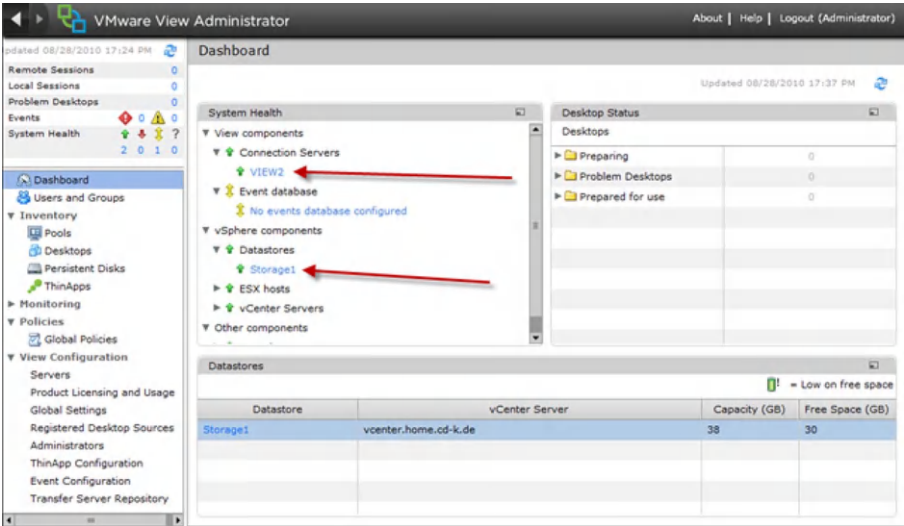 VMware View Administrator
About | Help | Logout (Administrator)
pdated 08/28/2010 17:24 PM
Remote Sessions 0
Local Sessions 0
Problem Desktops 0
Events 0 0
System Health ?
2 0 1 0
Dashboard
Users and Groups
Inventory
Pools
Desktops
Persistent Disks
ThinApps
Monitoring
Policies
Global Policies
View Configuration
Servers
Product Licensing and Usage
Global Settings
Registered Desktop Sources
Administrators
ThinApp Configuration
Event Configuration
Transfer Server Repository
Dashboard
Updated 08/28/2010 17:37 PM
System Health
View components
Connection Servers
VIEW2
Event database
No events database configured
vSphere components
Datastores
Storage1
ESX hosts
vCenter Servers
Other components
Desktop Status
Desktops
Preparing 0
Problem Desktops 0
Prepared for use 0
Datastores
! = Low on free space
Datastore vCenter Server Capacity (GB) Free Space (GB)
Storage1 vcenter.home.cd-k.de 38 30